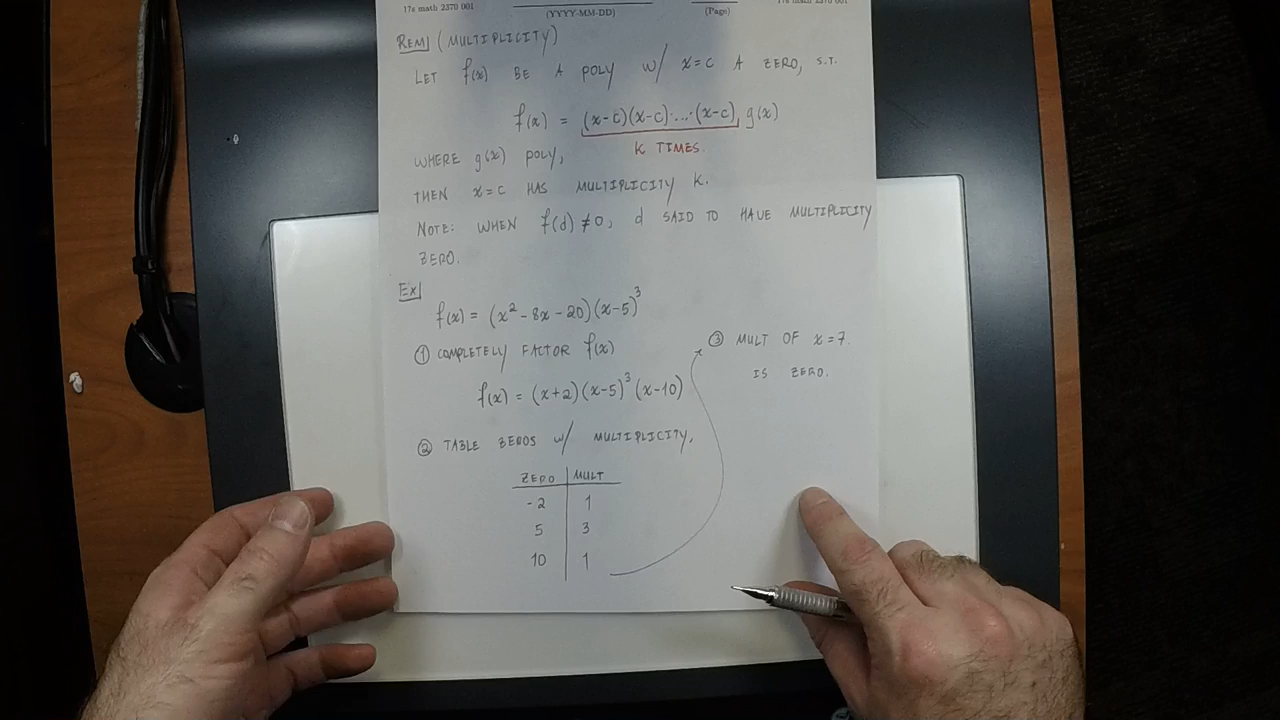 17s math 2370 001
(YYYY-MM-DD)
(Page)
17s math 2370 001
REM (MULTIPLICITY)
LET f(x) BE A POLY W/ x=c A ZERO, S.T.
f(x) = (x-c)(x-c)·...·(x-c) g(x)
K TIMES.
WHERE g(x) POLY,
THEN x=c HAS MULTIPLICITY K.
NOTE: WHEN f(d) ≠ 0, d SAID TO HAVE MULTIPLICITY
ZERO.
EX
f(x) = (x² - 8x - 20)(x-5)³
① COMPLETELY FACTOR f(x)
f(x) = (x+2)(x-5)³(x-10)
② TABLE ZEROS W/ MULTIPLICITY,
ZERO | MULT
-2 | 1
5 | 3
10 | 1
③ MULT OF x=7.
IS ZERO.